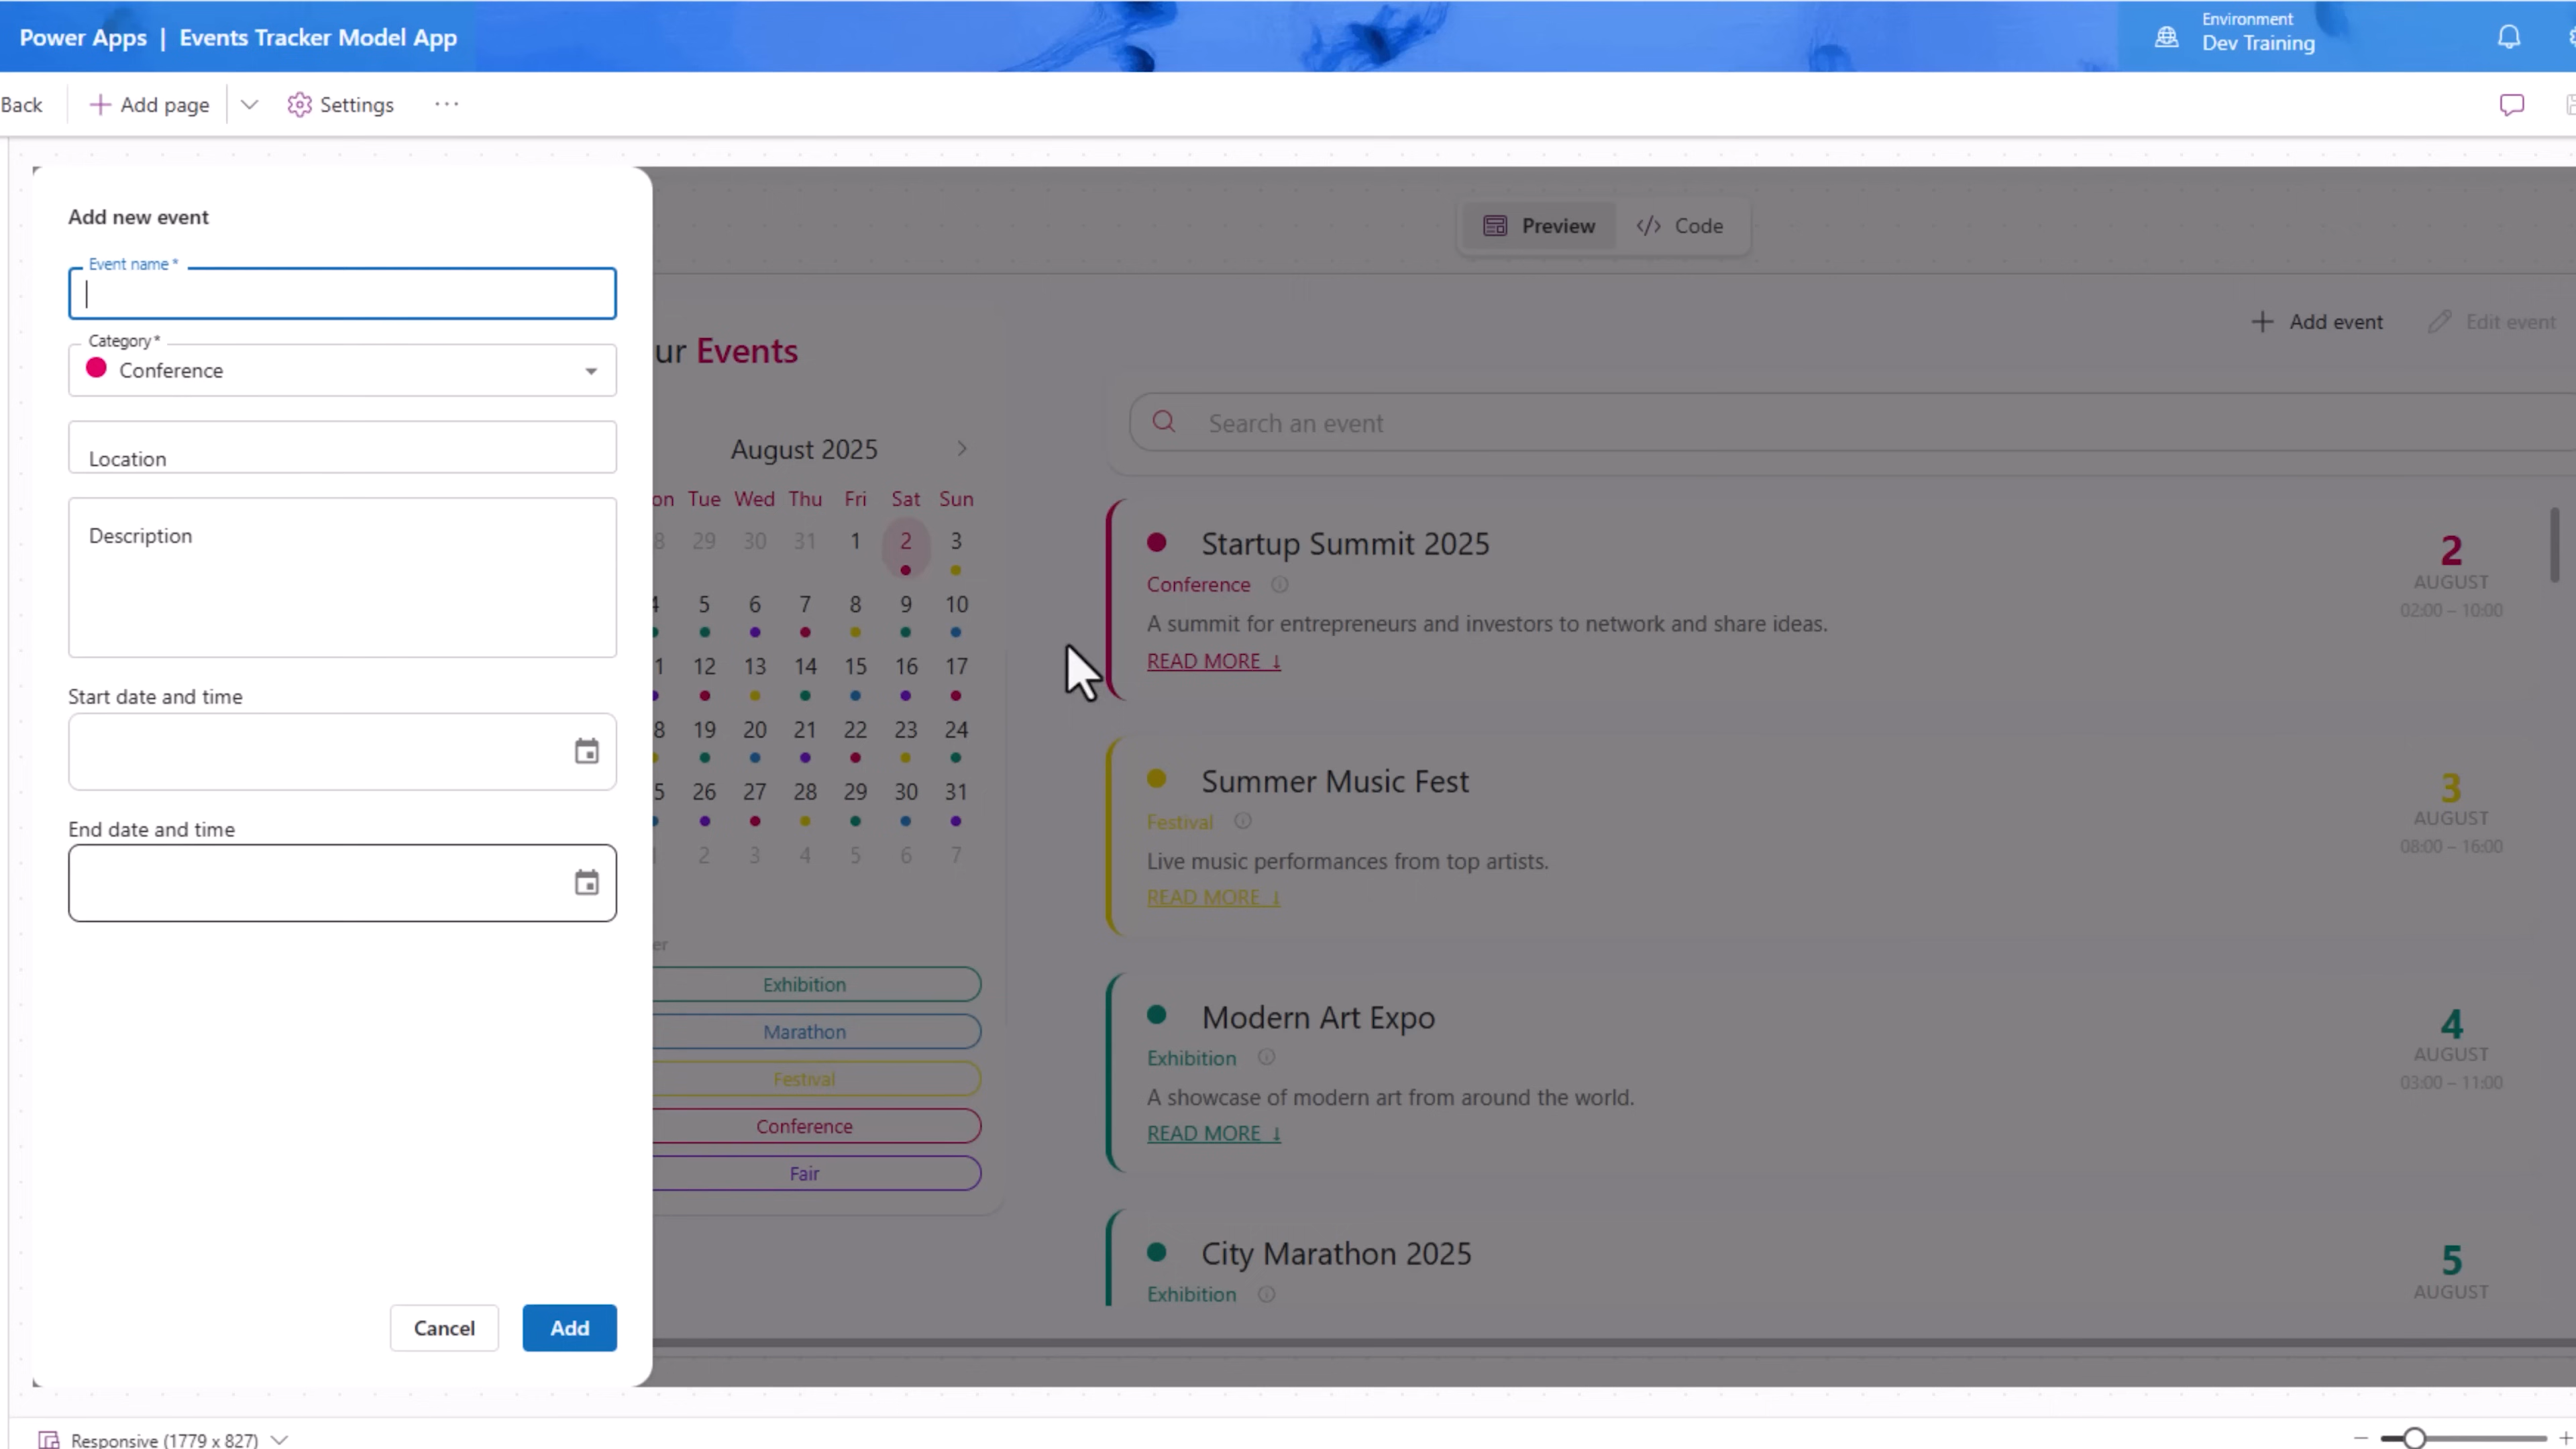 Power Apps | Events Tracker Model App
Environment
Dev Training
Back
Add page
Settings
Add new event
Event name *
Category *
Conference
Location
Description
Start date and time
End date and time
Cancel
Add
Preview
</> Code
ur Events
August 2025
on Tue Wed Thu Fri Sat Sun
8 29 30 31 1 2 3
4 5 6 7 8 9 10
1 12 13 14 15 16 17
8 19 20 21 22 23 24
5 26 27 28 29 30 31
1 2 3 4 5 6 7
er
Exhibition
Marathon
Festival
Conference
Fair
Add event
Edit event
Search an event
Startup Summit 2025
Conference
A summit for entrepreneurs and investors to network and share ideas.
READ MORE ↓
2
AUGUST
02:00 – 10:00
Summer Music Fest
Festival
Live music performances from top artists.
READ MORE ↓
3
AUGUST
08:00 – 16:00
Modern Art Expo
Exhibition
A showcase of modern art from around the world.
READ MORE ↓
4
AUGUST
03:00 – 11:00
City Marathon 2025
Exhibition
5
AUGUST
Responsive (1779 x 827)